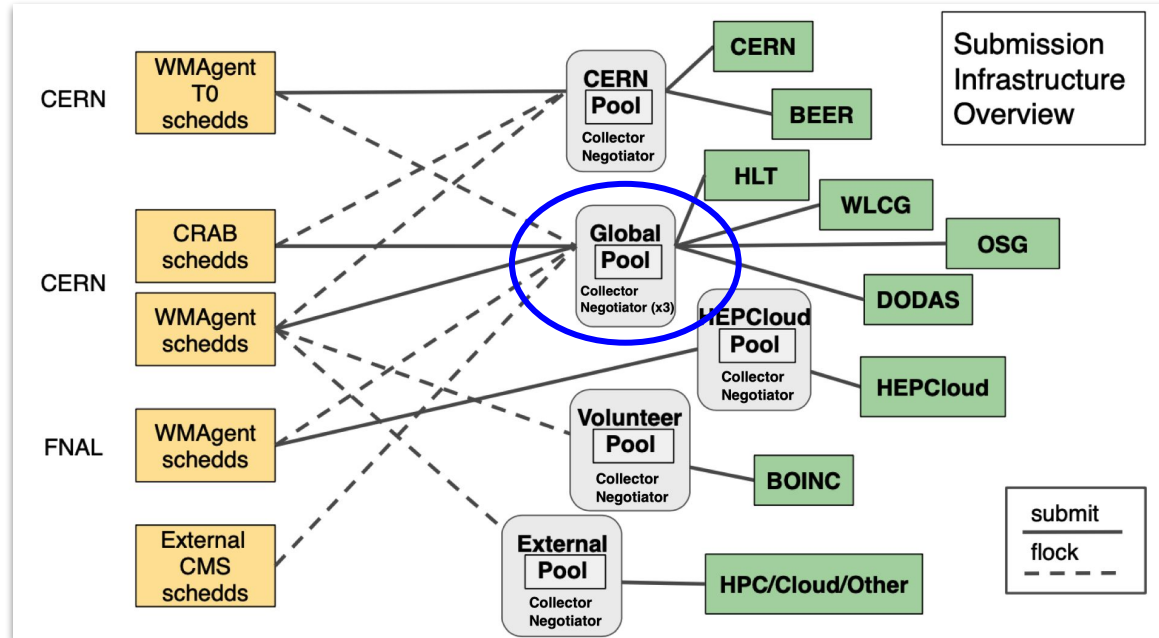 CERN
WMAgent
T0
schedds
CERN
Pool
Collector
Negotiator
CERN
BEER
Submission
Infrastructure
Overview
CERN
CRAB
schedds
WMAgent
schedds
Global
Pool
Collector
Negotiator (x3)
HLT
WLCG
OSG
DODAS
HEPCloud
Pool
Collector
Negotiator
HEPCloud
FNAL
WMAgent
schedds
Volunteer
Pool
Collector
Negotiator
BOINC
External
CMS
schedds
External
Pool
Collector
Negotiator
HPC/Cloud/Other
submit
flock